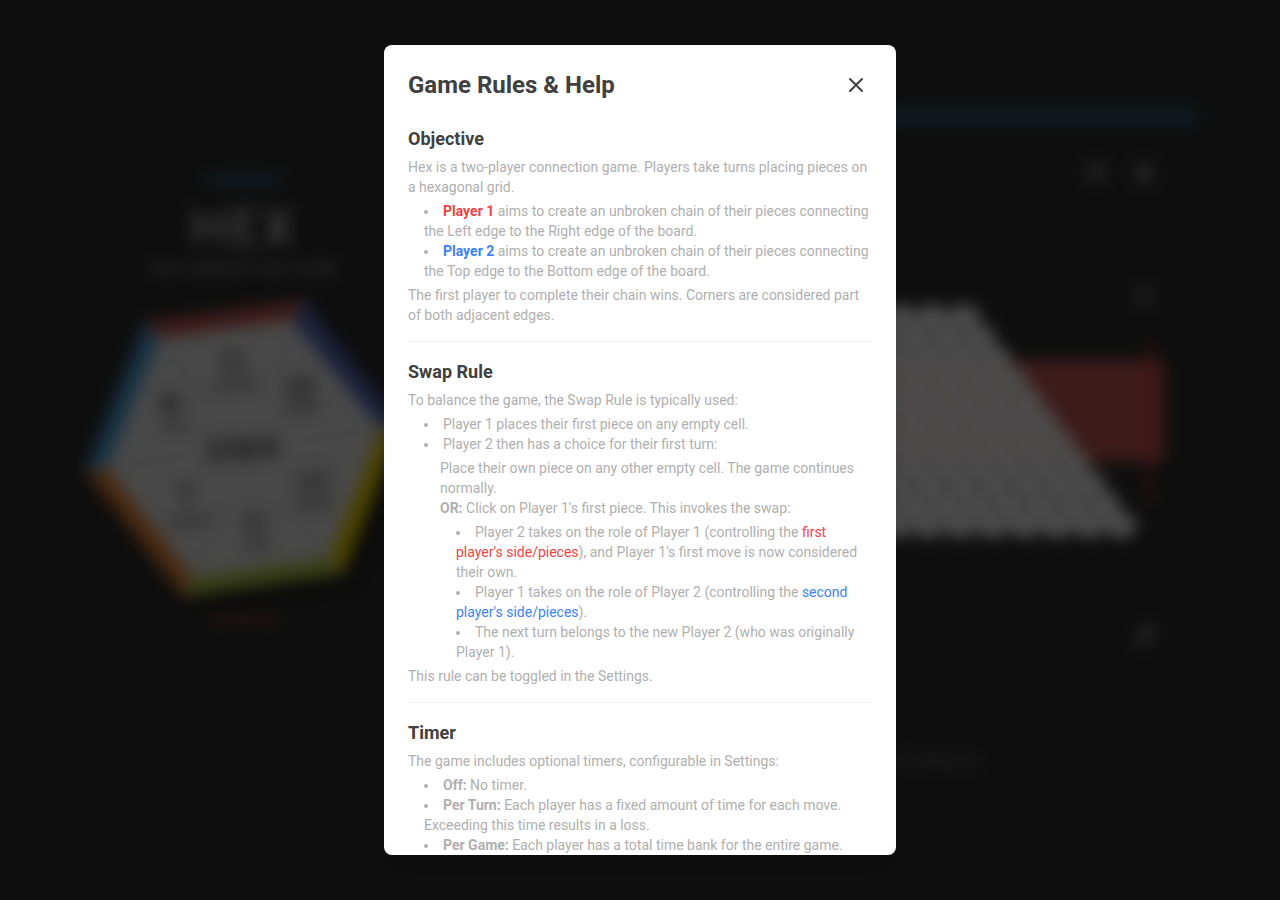 Game Rules & Help
Objective
Hex is a two-player connection game. Players take turns placing pieces on
a hexagonal grid.
• Player 1 aims to create an unbroken chain of their pieces connecting
the Left edge to the Right edge of the board.
• Player 2 aims to create an unbroken chain of their pieces connecting
the Top edge to the Bottom edge of the board.
The first player to complete their chain wins. Corners are considered part
of both adjacent edges.
Swap Rule
To balance the game, the Swap Rule is typically used:
• Player 1 places their first piece on any empty cell.
• Player 2 then has a choice for their first turn:
Place their own piece on any other empty cell. The game continues
normally.
OR: Click on Player 1's first piece. This invokes the swap:
• Player 2 takes on the role of Player 1 (controlling the first
player's side/pieces), and Player 1's first move is now considered
their own.
• Player 1 takes on the role of Player 2 (controlling the second
player's side/pieces).
• The next turn belongs to the new Player 2 (who was originally
Player 1).
This rule can be toggled in the Settings.
Timer
The game includes optional timers, configurable in Settings:
• Off: No timer.
• Per Turn: Each player has a fixed amount of time for each move.
Exceeding this time results in a loss.
• Per Game: Each player has a total time bank for the entire game.
HEX